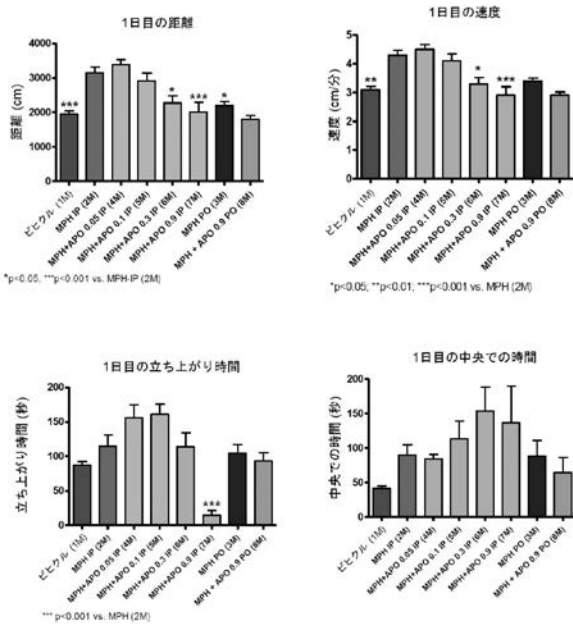 1日目の距離
距離 (cm)
4000
3000
2000
1000
0
***
*
***
*
ビヒクル (1M)
MPH IP (2M)
MPH+APO 0.05 IP (4M)
MPH+APO 0.1 IP (5M)
MPH+APO 0.3 IP (6M)
MPH+APO 0.9 IP (7M)
MPH PO (3M)
MPH + APO 0.9 PO (8M)
*p<0.05; ***p<0.001 vs. MPH-IP (2M)
1日目の速度
速度 (cm/分)
6
4
2
0
**
*
***
ビヒクル (1M)
MPH IP (2M)
MPH+APO 0.05 IP (4M)
MPH+APO 0.1 IP (5M)
MPH+APO 0.3 IP (6M)
MPH+APO 0.9 IP (7M)
MPH PO (3M)
MPH + APO 0.9 PO (8M)
*p<0.05; **p<0.01; ***p<0.001 vs. MPH (2M)
1日目の立ち上がり時間
立ち上がり時間 (秒)
200
150
100
50
0
***
ビヒクル (1M)
MPH IP (2M)
MPH+APO 0.05 IP (4M)
MPH+APO 0.1 IP (5M)
MPH+APO 0.3 IP (6M)
MPH+APO 0.9 IP (7M)
MPH PO (3M)
MPH + APO 0.9 PO (8M)
*** p<0.001 vs. MPH (2M)
1日目の中央での時間
中央での時間 (秒)
200
150
100
50
0
ビヒクル (1M)
MPH IP (2M)
MPH+APO 0.05 IP (4M)
MPH+APO 0.1 IP (5M)
MPH+APO 0.3 IP (6M)
MPH+APO 0.9 IP (7M)
MPH PO (3M)
MPH + APO 0.9 PO (8M)